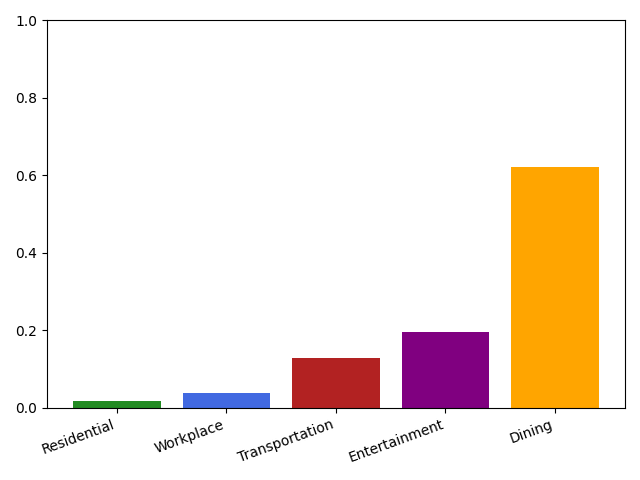 1.0
0.8
0.6
0.4
0.2
0.0
Residential
Workplace
Transportation
Entertainment
Dining